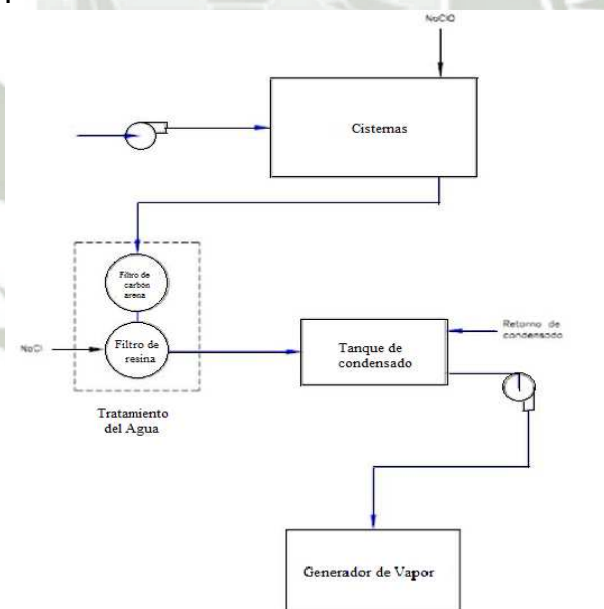 NaClO
Cisternas
Filtro de
carbón
arena
Filtro de
resina
NaCl
Tratamiento
del Agua
Tanque de
condensado
Retorno de
condensado
Generador de Vapor